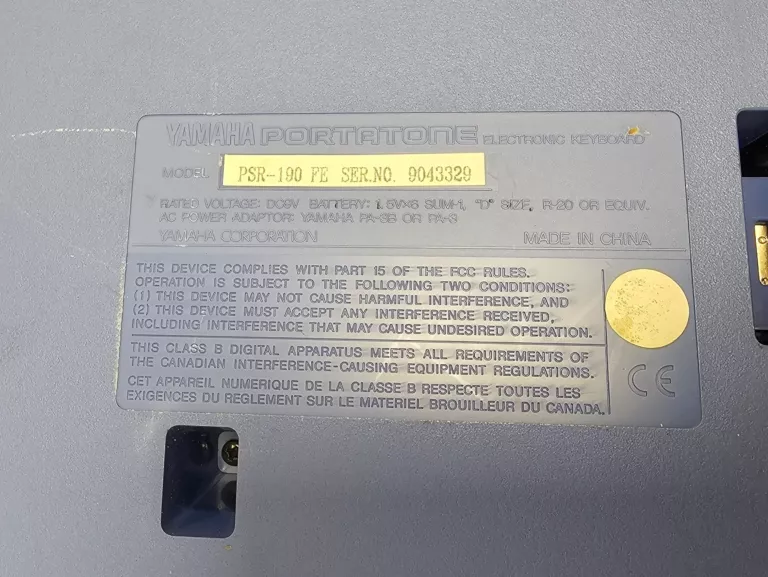 YAMAHA PORTATONE ELECTRONIC KEYBOARD
MODEL PSR-190 FE SER.NO. 9043329
RATED VOLTAGE: DC9V BATTERY: 1.5V×6 SUM-1, "D" SIZE, R-20 OR EQUIV.
AC POWER ADAPTOR: YAMAHA PA-3B OR PA-3
YAMAHA CORPORATION MADE IN CHINA
THIS DEVICE COMPLIES WITH PART 15 OF THE FCC RULES.
OPERATION IS SUBJECT TO THE FOLLOWING TWO CONDITIONS:
(1) THIS DEVICE MAY NOT CAUSE HARMFUL INTERFERENCE, AND
(2) THIS DEVICE MUST ACCEPT ANY INTERFERENCE RECEIVED,
INCLUDING INTERFERENCE THAT MAY CAUSE UNDESIRED OPERATION.
THIS CLASS B DIGITAL APPARATUS MEETS ALL REQUIREMENTS OF
THE CANADIAN INTERFERENCE-CAUSING EQUIPMENT REGULATIONS.
CET APPAREIL NUMERIQUE DE LA CLASSE B RESPECTE TOUTES LES
EXIGENCES DU REGLEMENT SUR LE MATERIEL BROUILLEUR DU CANADA.
CE